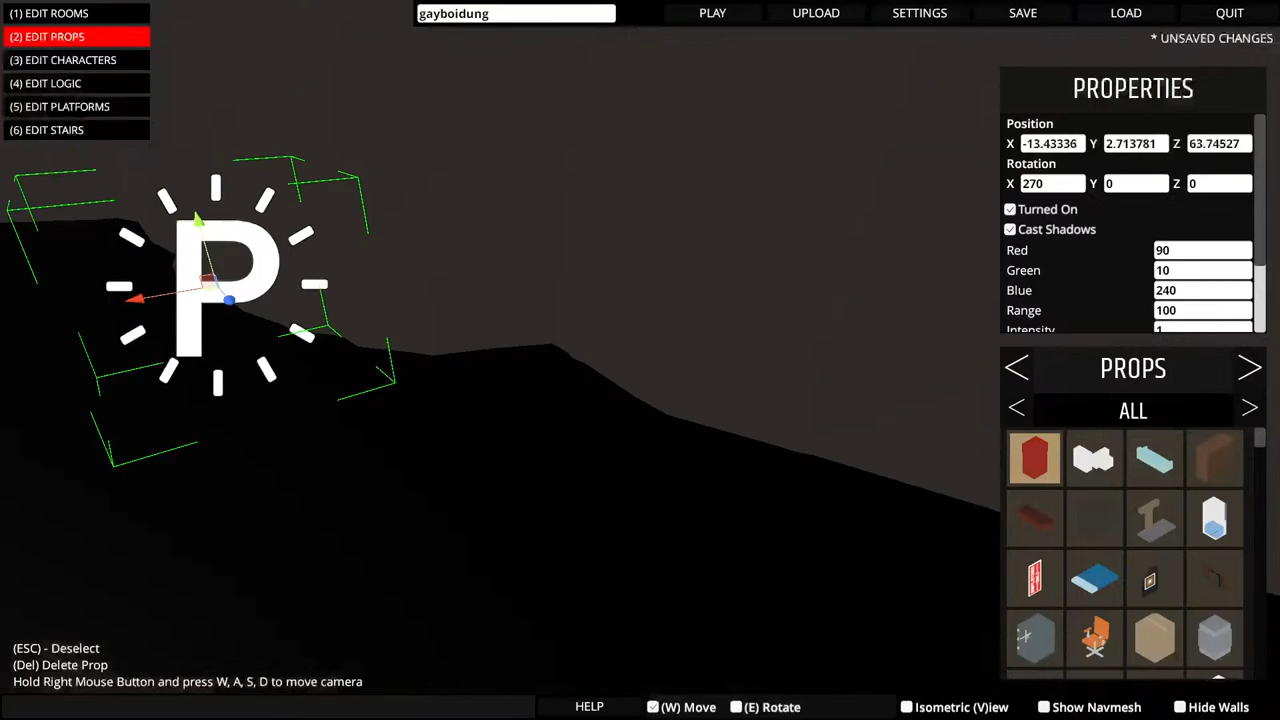 (1) EDIT ROOMS
(2) EDIT PROPS
(3) EDIT CHARACTERS
(4) EDIT LOGIC
(5) EDIT PLATFORMS
(6) EDIT STAIRS
gayboidung
PLAY
UPLOAD
SETTINGS
SAVE
LOAD
QUIT
* UNSAVED CHANGES
PROPERTIES
Position
X -13.43336 Y 2.713781 Z 63.74527
Rotation
X 270 Y 0 Z 0
Turned On
Cast Shadows
Red 90
Green 10
Blue 240
Range 100
Intensity 1
P
< PROPS >
< ALL >
(ESC) - Deselect
(Del) Delete Prop
Hold Right Mouse Button and press W, A, S, D to move camera
HELP
(W) Move
(E) Rotate
Isometric (V)iew
Show Navmesh
Hide Walls